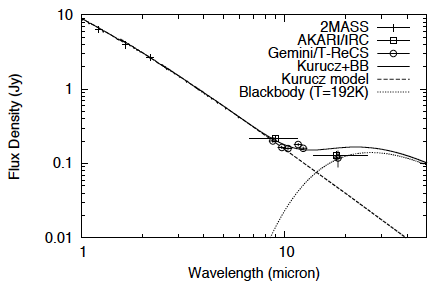 10
2MASS
AKARI/IRC
Gemini/T-ReCS
Kurucz+BB
Kurucz model
Blackbody (T=192K)
1
0.1
0.01
Flux Density (Jy)
1
10
Wavelength (micron)